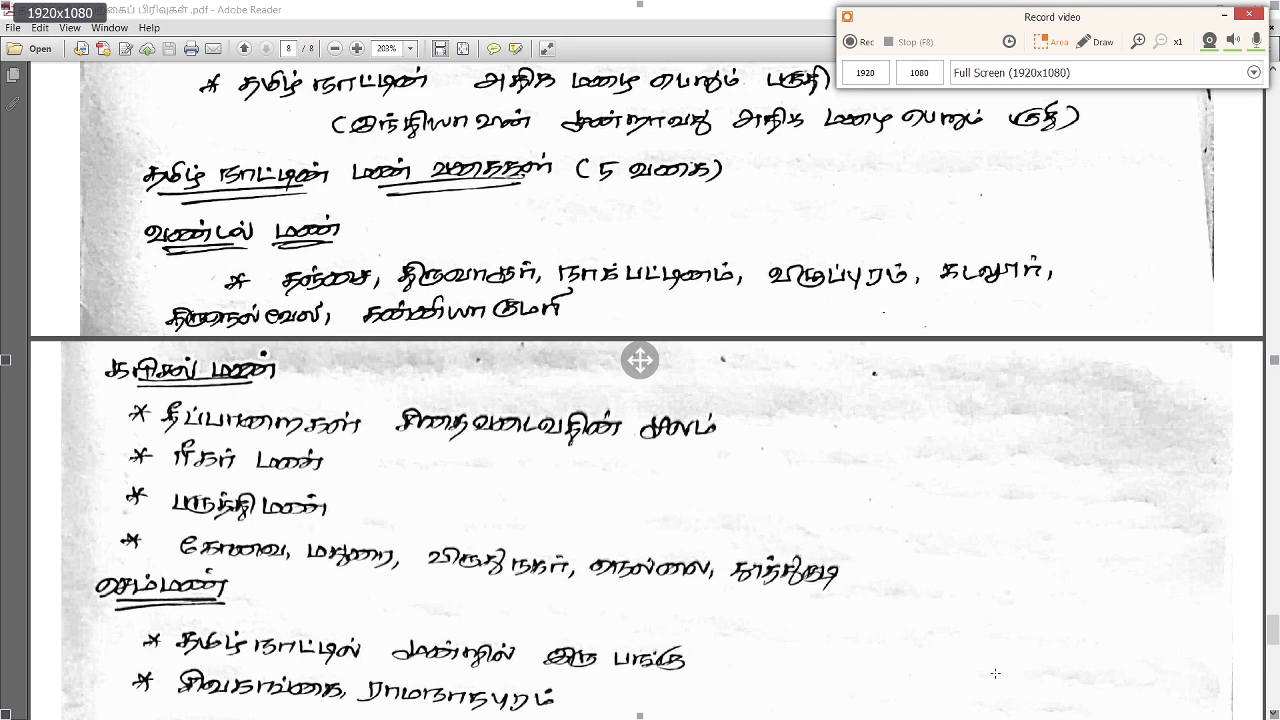 1920x1080
கைப் பிரிவுகள் .pdf - Adobe Reader
File Edit View Window Help
Open 8 / 8 203%
Record video
Rec Stop (F8) Area Draw x1
1920 1080 Full Screen (1920x1080)
* தமிழ் நாட்டின் அதிக மழை பெறும் பகுதி
(இந்தியாவின் மூன்றாவது அதிக மழை பெறும் பகுதி)
தமிழ் நாட்டின் மண் வகைகள் (5 வகை)
வண்டல் மண்
* தஞ்சை, திருவாரூர், நாகப்பட்டினம், விழுப்புரம், கடலூர்,
திருநெல்வேலி, கன்னியாகுமரி
கரிசல் மண்
* தீப்பாறைகள் சிதைவடைவதின் மூலம்
* ரீகர் மண்
* பருத்தி மண்
* கோவை, மதுரை, விருதுநகர், நெல்லை, தூத்துகுடி
செம்மண்
* தமிழ் நாட்டில் மூன்றில் இரு பங்கு
* சிவகங்கை, ராமநாதபுரம்